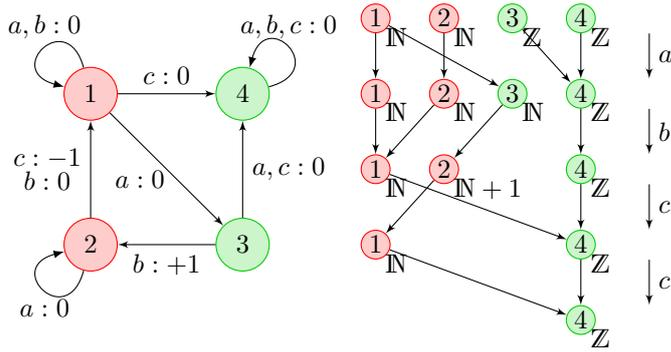 a, b : 0
a, b, c : 0
1
c : 0
4
c : −1
b : 0
a : 0
a, c : 0
2
b : +1
3
a : 0
1 ℕ 2 ℕ 3 ℤ 4 ℤ
a
1 ℕ 2 ℕ 3 ℕ 4 ℤ
b
1 ℕ 2 ℕ + 1 4 ℤ
c
1 ℕ 4 ℤ
c
4 ℤ